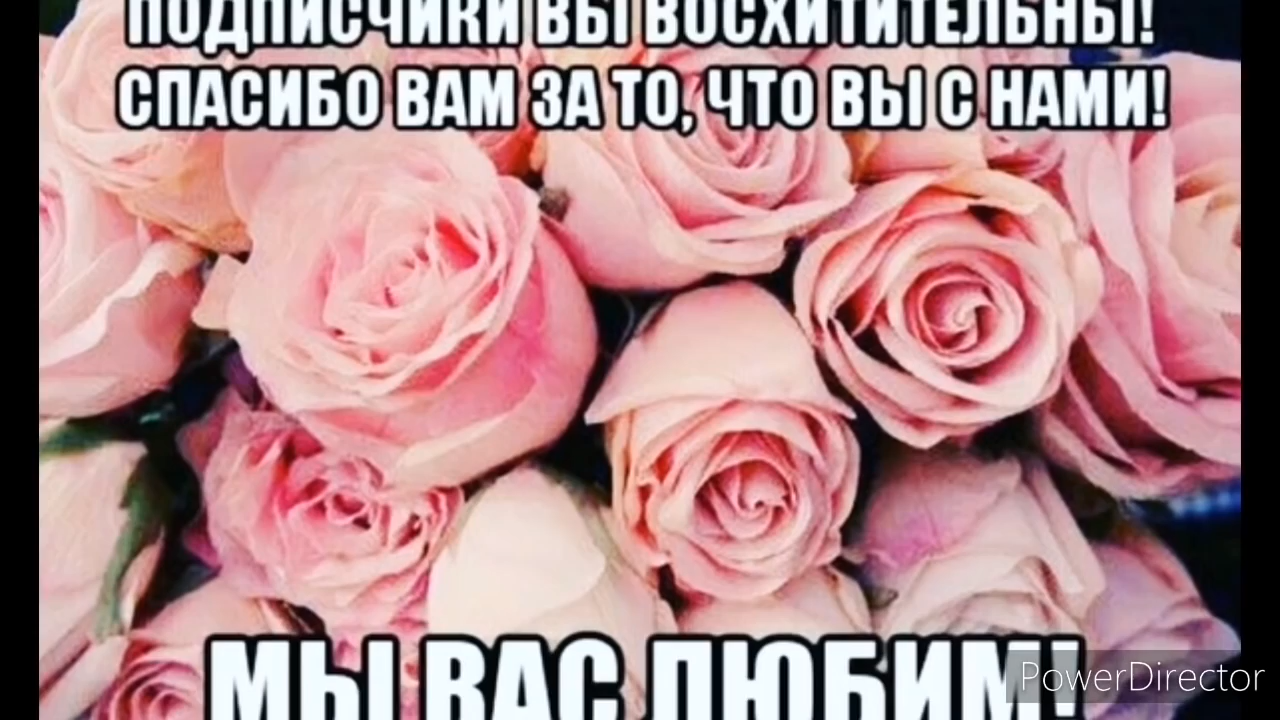 ПОДПИСЧИКИ ВЫ ВОСХИТИТЕЛЬНЫ!
СПАСИБО ВАМ ЗА ТО, ЧТО ВЫ С НАМИ!
МЫ ВАС ЛЮБИМ!
PowerDirector